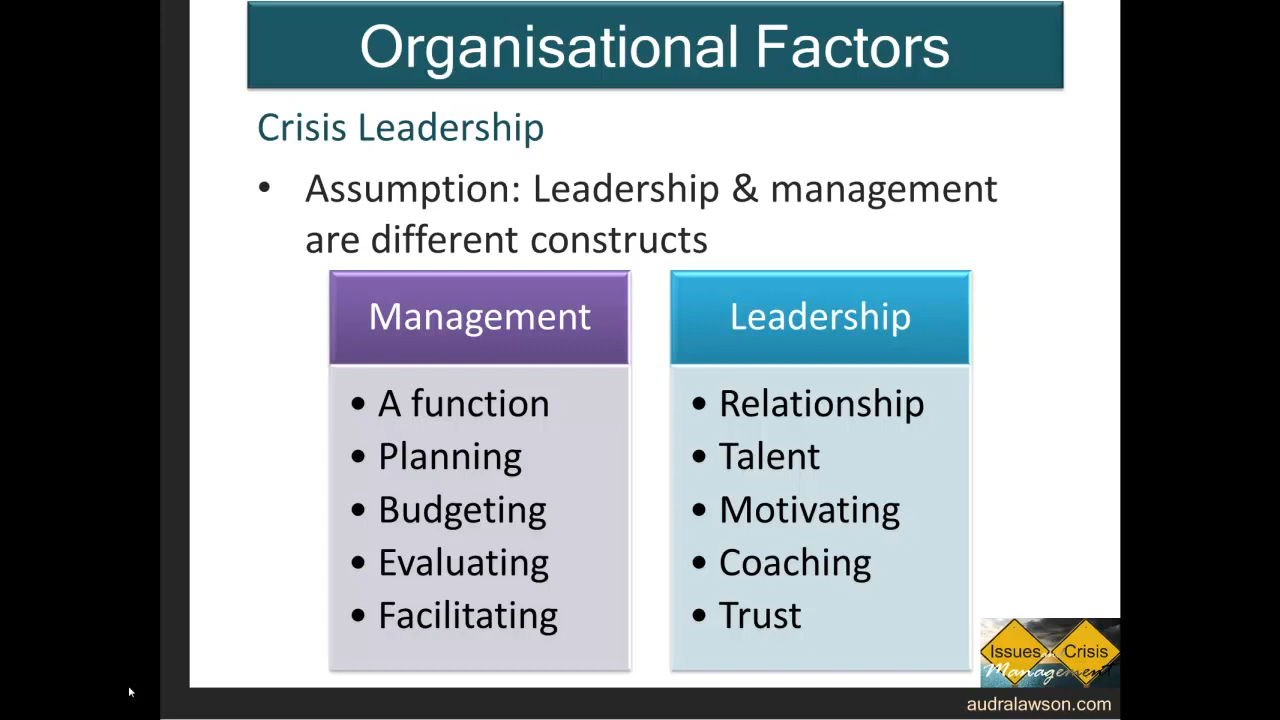 Organisational Factors
Crisis Leadership
• Assumption: Leadership & management
are different constructs
Management
• A function
• Planning
• Budgeting
• Evaluating
• Facilitating
Leadership
• Relationship
• Talent
• Motivating
• Coaching
• Trust
Issues Crisis
Management
audralawson.com